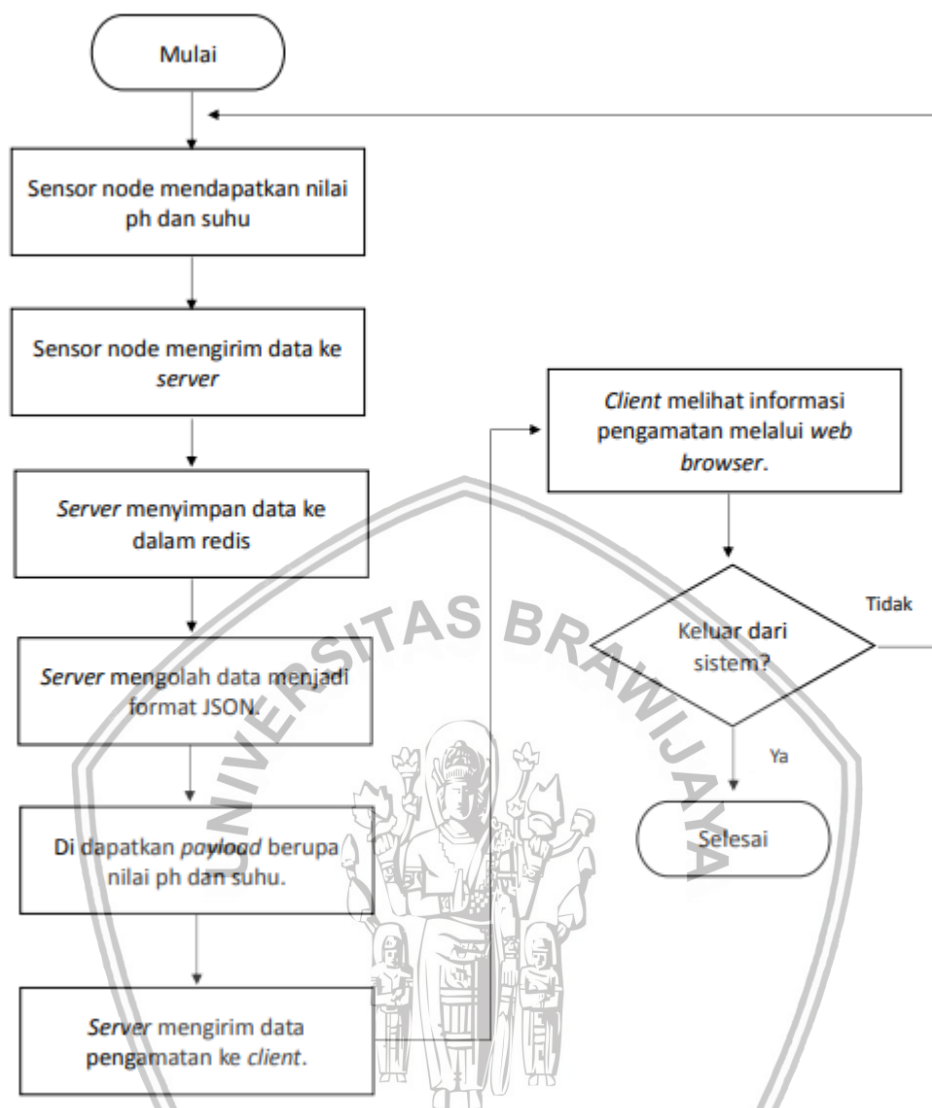 Mulai
Sensor node mendapatkan nilai
ph dan suhu
Sensor node mengirim data ke
server
Server menyimpan data ke
dalam redis
Server mengolah data menjadi
format JSON.
Di dapatkan payload berupa
nilai ph dan suhu.
Server mengirim data
pengamatan ke client.
Client melihat informasi
pengamatan melalui web
browser.
Keluar dari
sistem?
Tidak
Ya
Selesai
UNIVERSITAS BRAWIJAYA